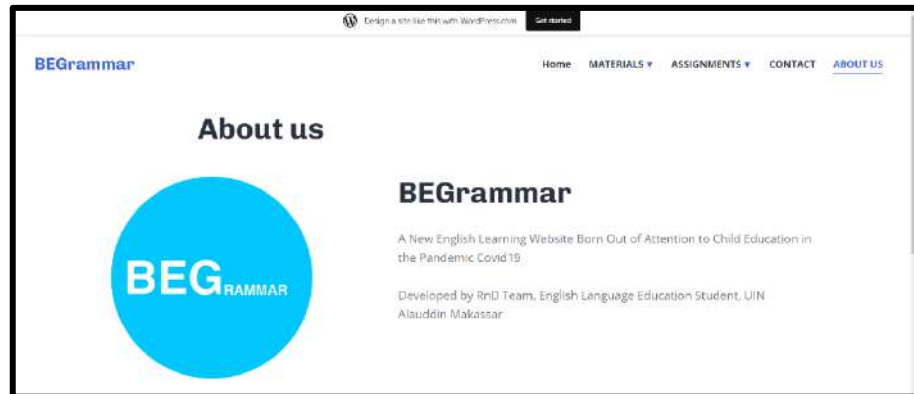 Design a site like this with WordPress.com Get started
BEGrammar Home MATERIALS ▾ ASSIGNMENTS ▾ CONTACT ABOUT US
About us
BEGRAMMAR
BEGrammar
A New English Learning Website Born Out of Attention to Child Education in
the Pandemic Covid19
Developed by RnD Team, English Language Education Student, UIN
Alauddin Makassar